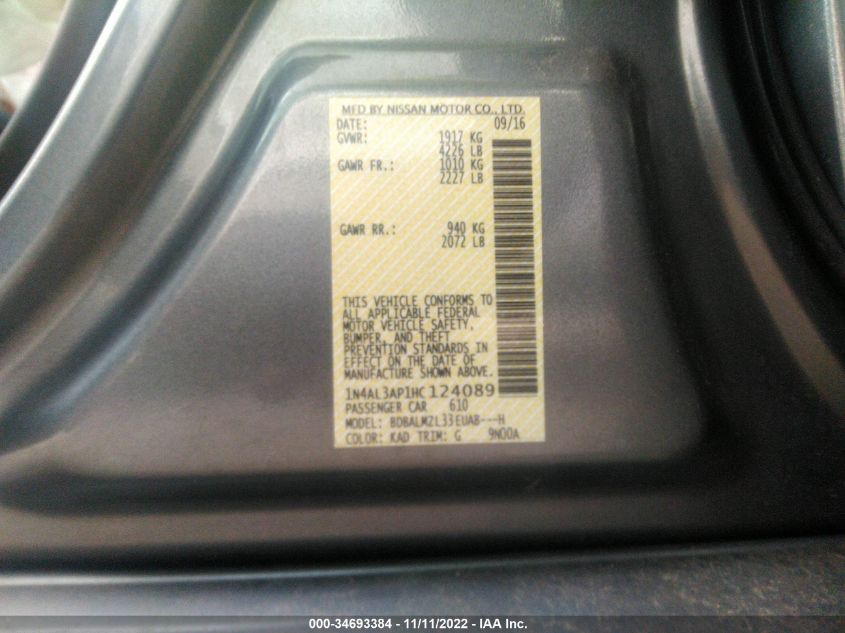 MFD BY NISSAN MOTOR CO., LTD.
DATE: 09/16
GVWR: 1917 KG
4226 LB
GAWR FR.: 1010 KG
2227 LB
GAWR RR.: 940 KG
2072 LB
THIS VEHICLE CONFORMS TO
ALL APPLICABLE FEDERAL
MOTOR VEHICLE SAFETY,
BUMPER, AND THEFT
PREVENTION STANDARDS IN
EFFECT ON THE DATE OF
MANUFACTURE SHOWN ABOVE.
1N4AL3AP1HC124089
PASSENGER CAR 610
MODEL: BDBALMZL33EUA8---H
COLOR: KAD TRIM: G 9N00A
000-34693384 - 11/11/2022 - IAA Inc.